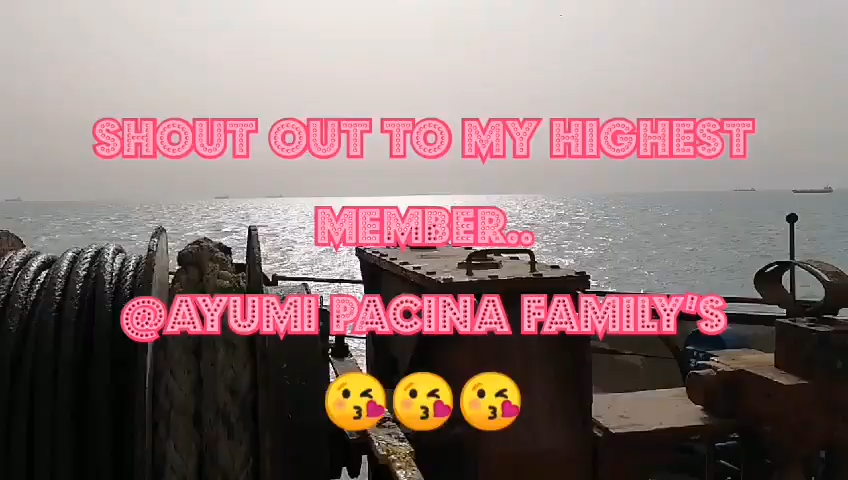 SHOUT OUT TO MY HIGHEST
MEMBER..
@AYUMI PACINA FAMILY'S
😘😘😘